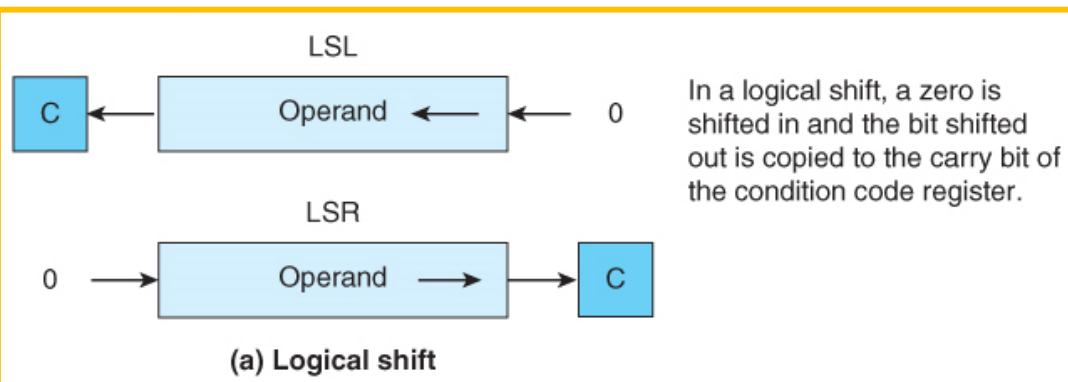 LSL
C
Operand
0
In a logical shift, a zero is
shifted in and the bit shifted
out is copied to the carry bit of
the condition code register.
LSR
0
Operand
C
(a) Logical shift